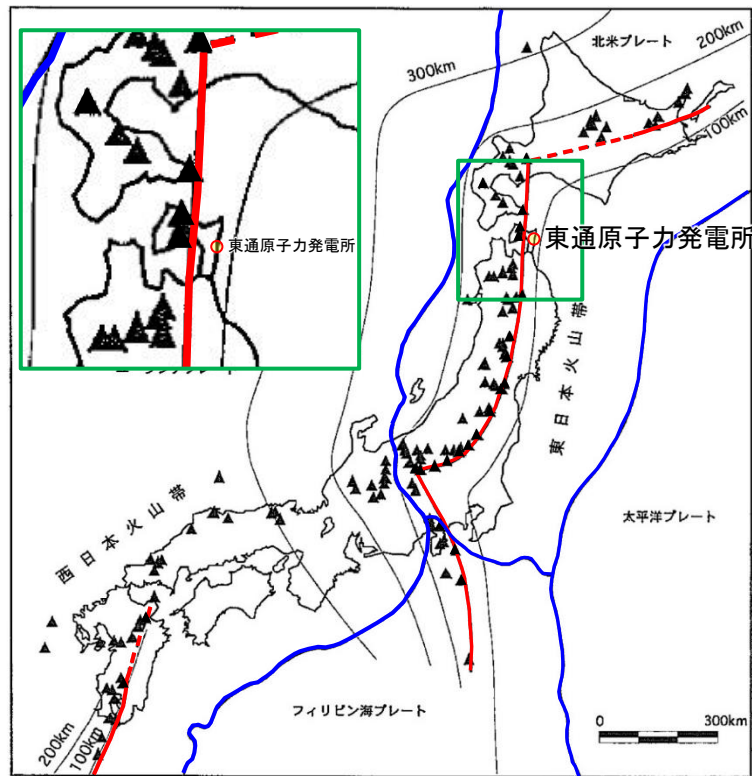 北米プレート
200km
300km
100km
東通原子力発電所
東通原子力発電所
東日本火山帯
太平洋プレート
西日本火山帯
フィリピン海プレート
200km
100km
0 300km